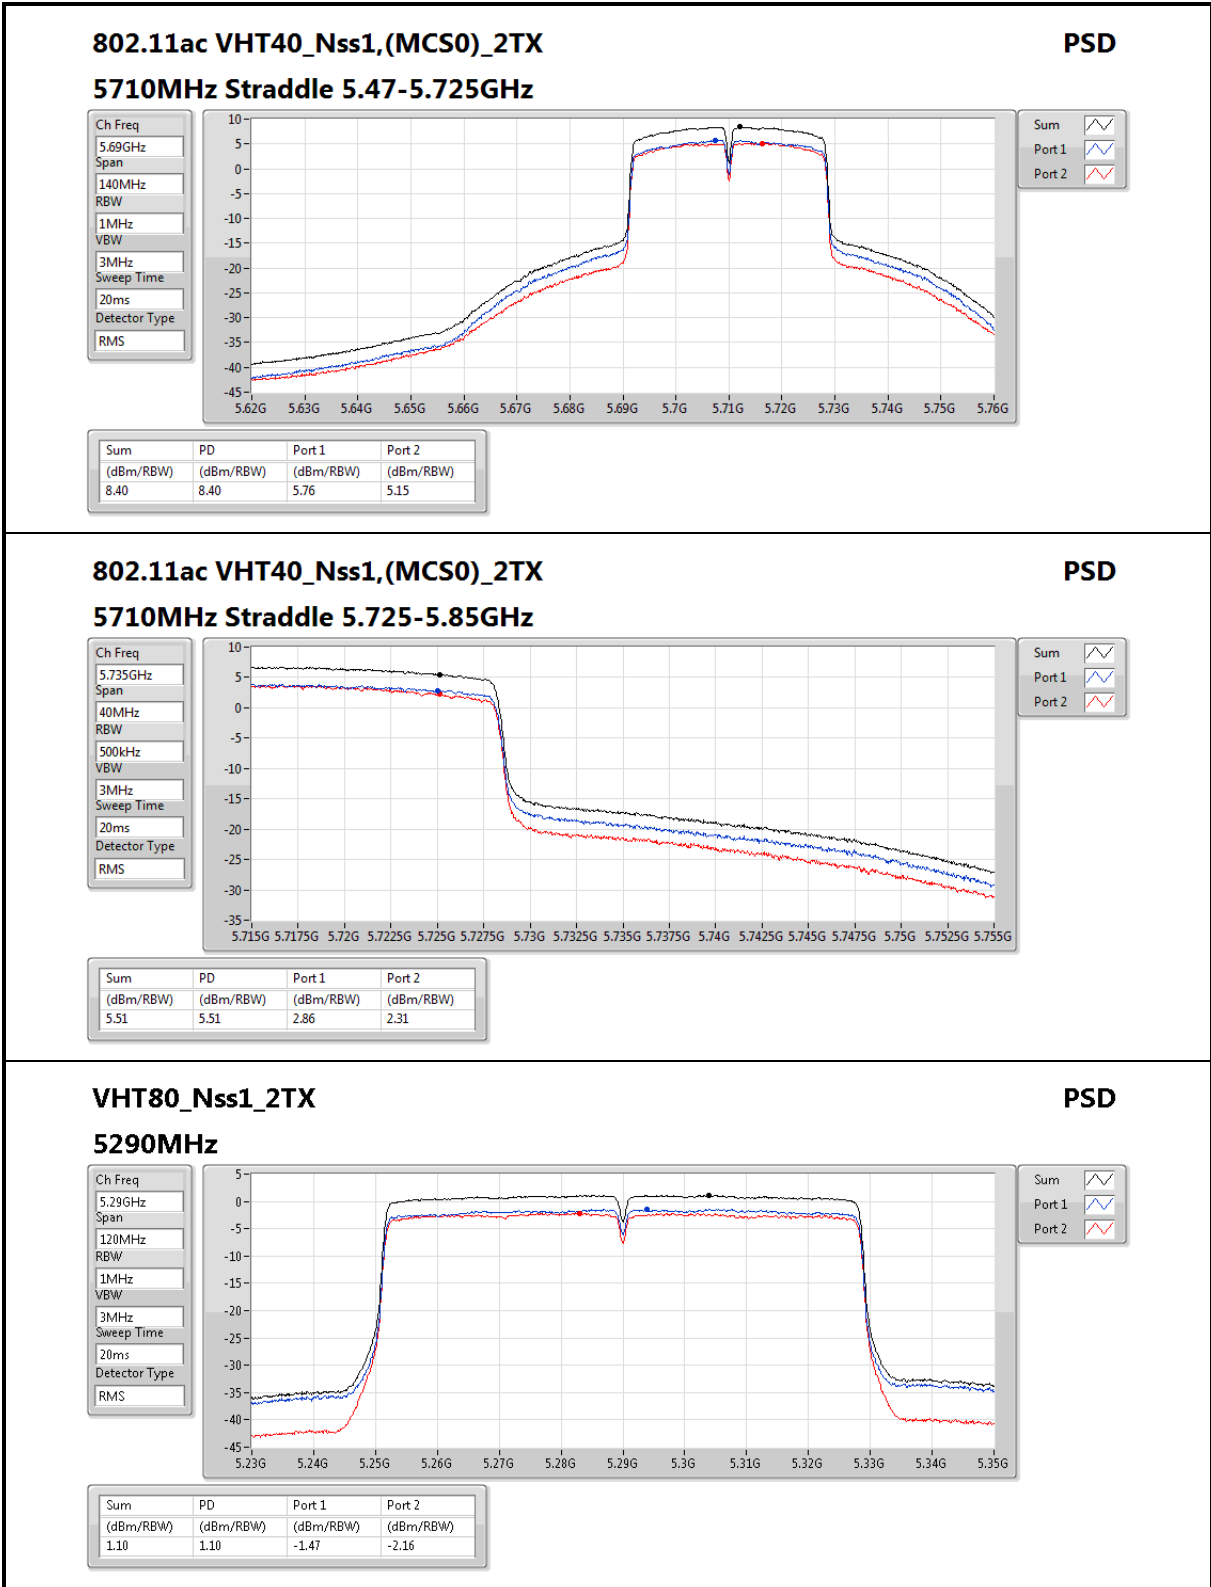 802.11ac VHT40_Nss1,(MCS0)_2TX PSD
5710MHz Straddle 5.47-5.725GHz
Ch Freq
5.69GHz
Span
140MHz
RBW
1MHz
VBW
3MHz
Sweep Time
20ms
Detector Type
RMS
10
5
0
-5
-10
-15
-20
-25
-30
-35
-40
-45
5.62G 5.63G 5.64G 5.65G 5.66G 5.67G 5.68G 5.69G 5.7G 5.71G 5.72G 5.73G 5.74G 5.75G 5.76G
Sum
Port 1
Port 2
Sum PD Port 1 Port 2
(dBm/RBW) (dBm/RBW) (dBm/RBW) (dBm/RBW)
8.40 8.40 5.76 5.15
802.11ac VHT40_Nss1,(MCS0)_2TX PSD
5710MHz Straddle 5.725-5.85GHz
Ch Freq
5.735GHz
Span
40MHz
RBW
500kHz
VBW
3MHz
Sweep Time
20ms
Detector Type
RMS
10
5
0
-5
-10
-15
-20
-25
-30
-35
5.715G 5.7175G 5.72G 5.7225G 5.725G 5.7275G 5.73G 5.7325G 5.735G 5.7375G 5.74G 5.7425G 5.745G 5.7475G 5.75G 5.7525G 5.755G
Sum
Port 1
Port 2
Sum PD Port 1 Port 2
(dBm/RBW) (dBm/RBW) (dBm/RBW) (dBm/RBW)
5.51 5.51 2.86 2.31
VHT80_Nss1_2TX PSD
5290MHz
Ch Freq
5.29GHz
Span
120MHz
RBW
1MHz
VBW
3MHz
Sweep Time
20ms
Detector Type
RMS
5
0
-5
-10
-15
-20
-25
-30
-35
-40
-45
5.23G 5.24G 5.25G 5.26G 5.27G 5.28G 5.29G 5.3G 5.31G 5.32G 5.33G 5.34G 5.35G
Sum
Port 1
Port 2
Sum PD Port 1 Port 2
(dBm/RBW) (dBm/RBW) (dBm/RBW) (dBm/RBW)
1.10 1.10 -1.47 -2.16